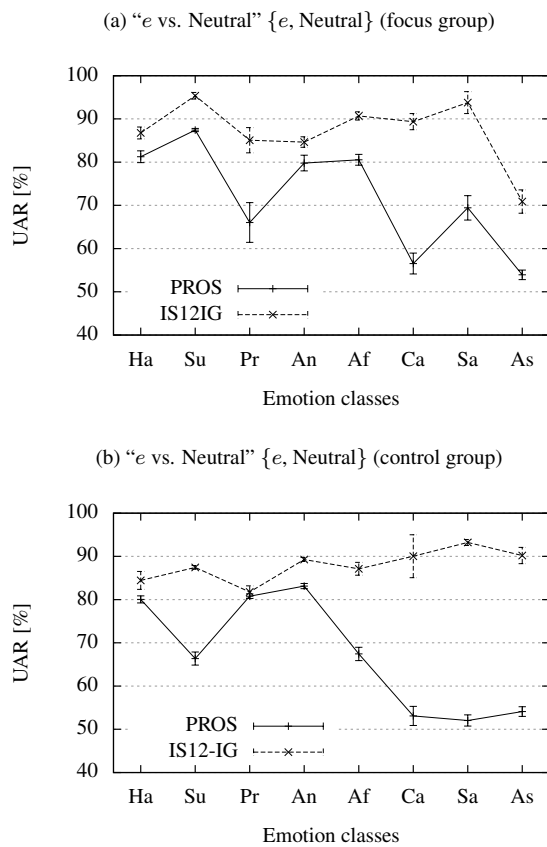 (a) “e vs. Neutral” {e, Neutral} (focus group)
100
90
80
70
60
50
40
UAR [%]
PROS
IS12IG
Ha Su Pr An Af Ca Sa As
Emotion classes
(b) “e vs. Neutral” {e, Neutral} (control group)
100
90
80
70
60
50
40
UAR [%]
PROS
IS12-IG
Ha Su Pr An Af Ca Sa As
Emotion classes